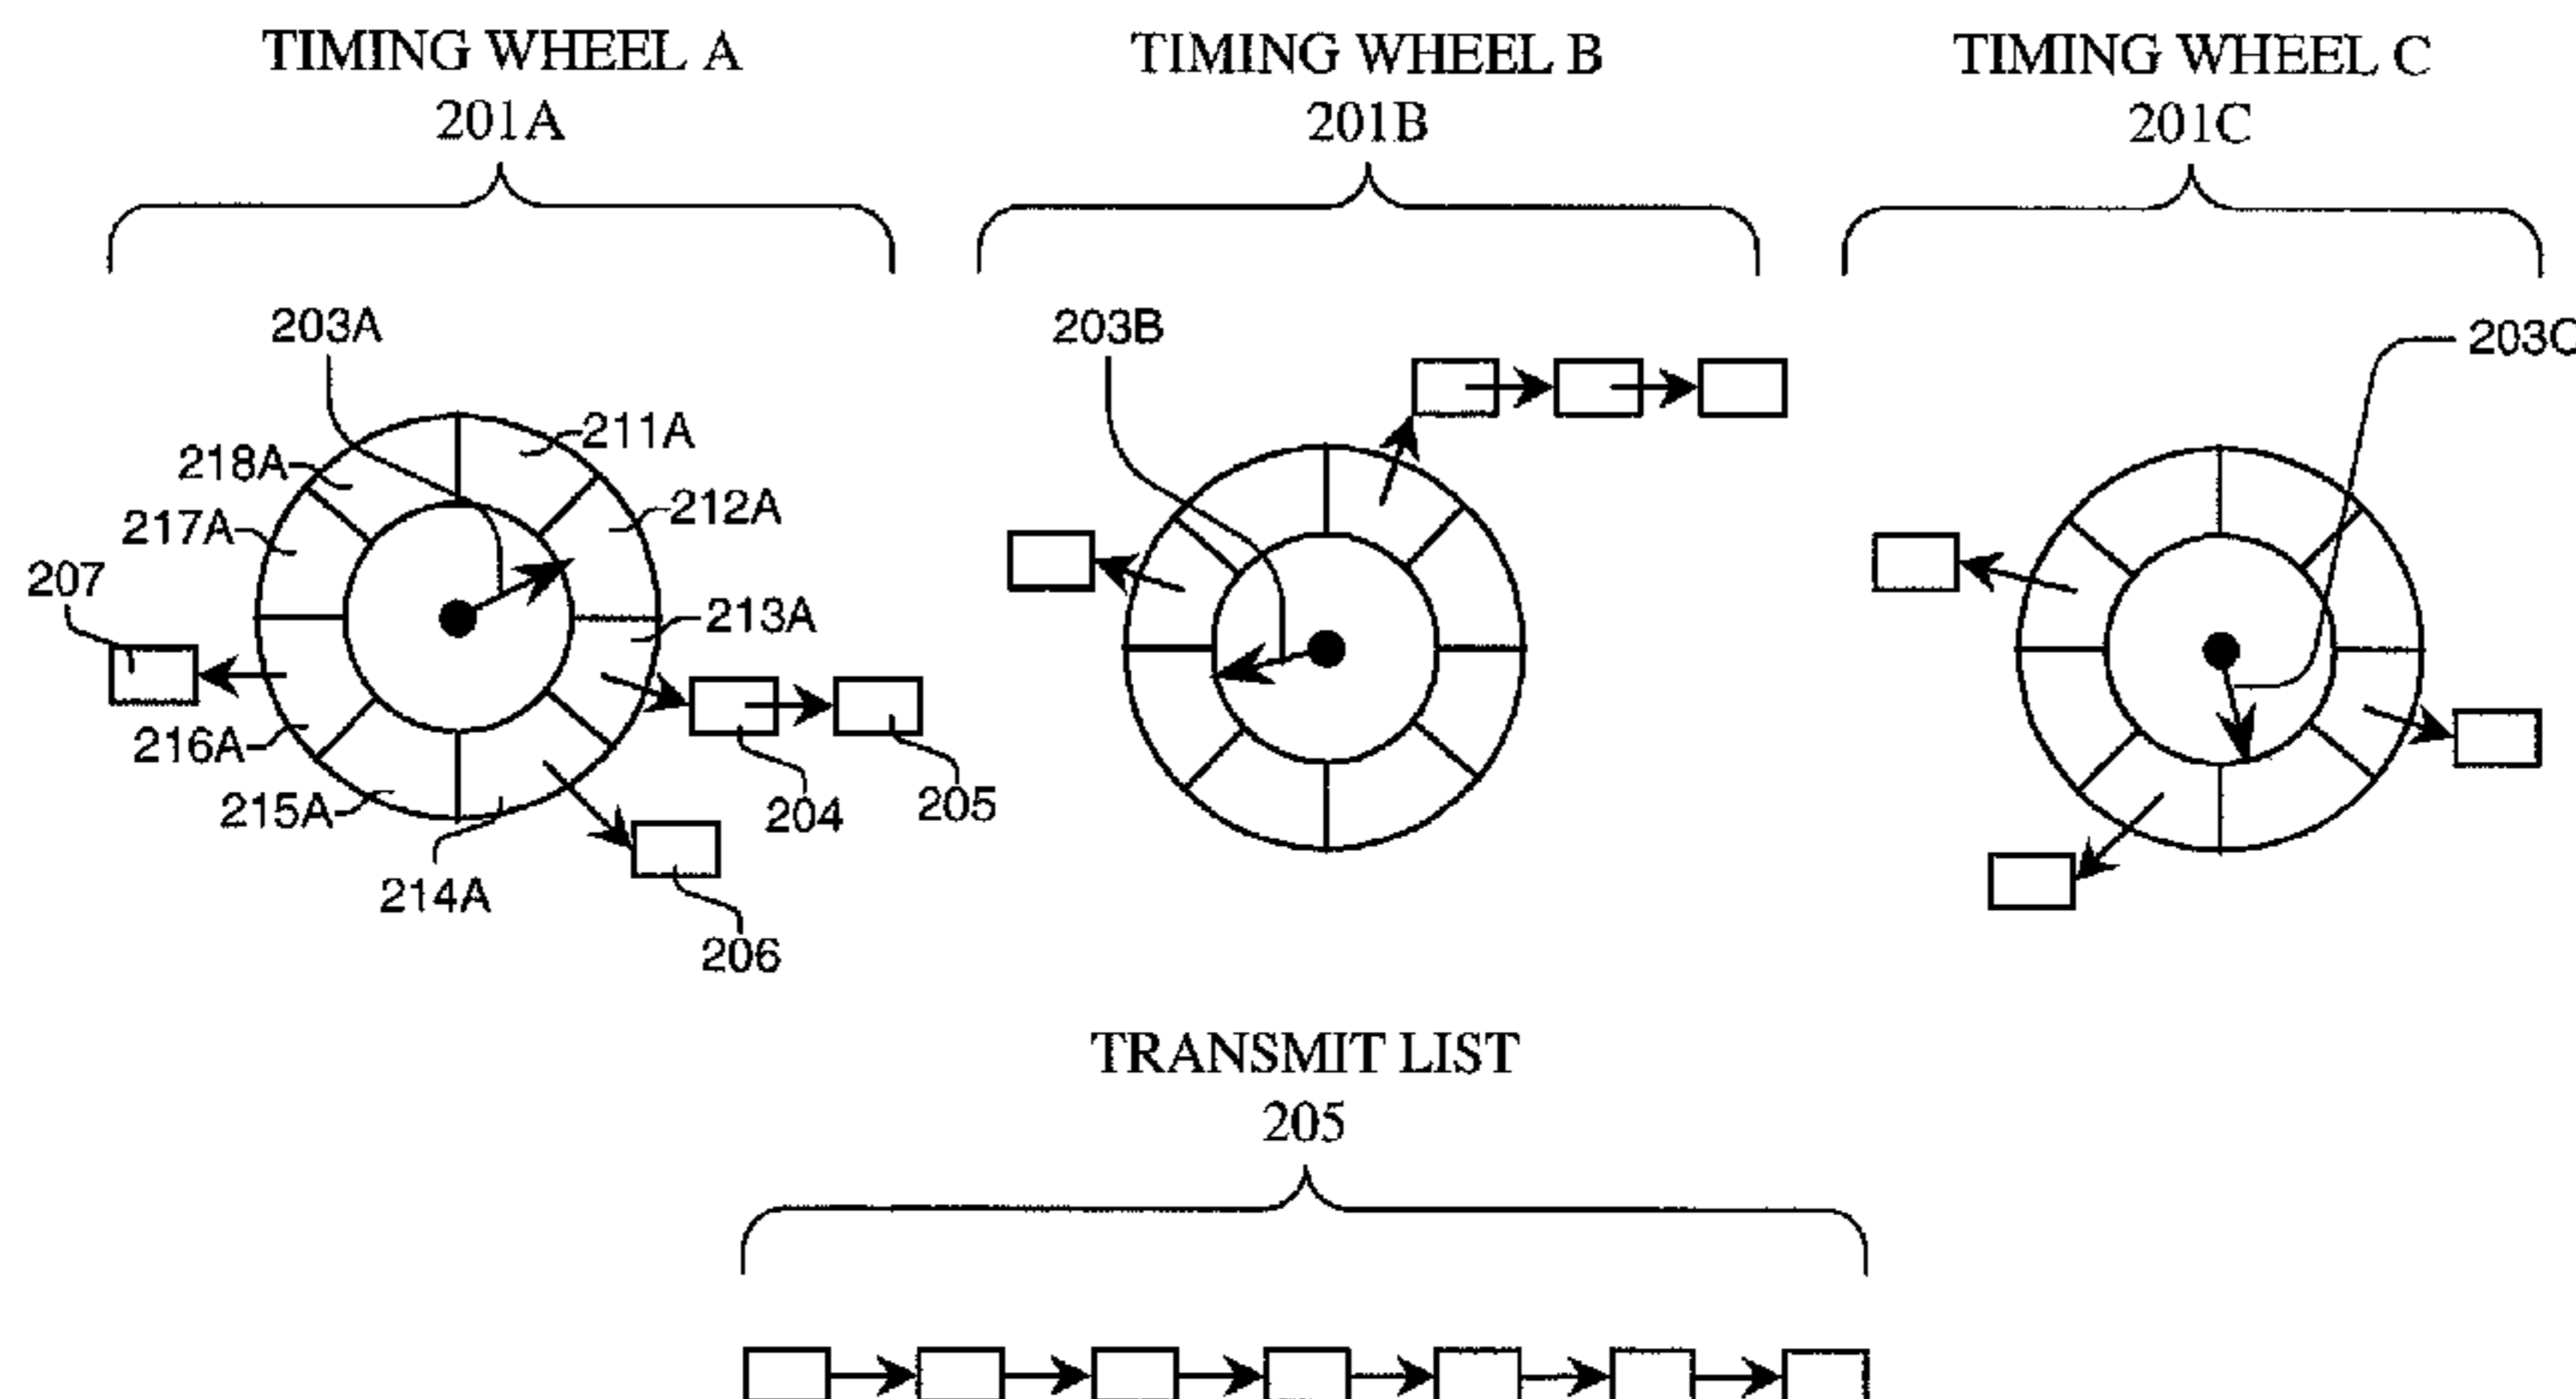 TIMING WHEEL A
201A
TIMING WHEEL B
201B
TIMING WHEEL C
201C
203A
211A
218A
212A
217A
207
213A
216A
215A
204
205
214A
206
203B
203C
TRANSMIT LIST
205